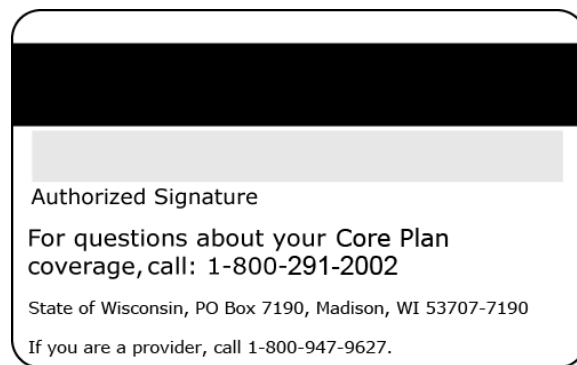 Authorized Signature
For questions about your Core Plan
coverage, call: 1-800-291-2002
State of Wisconsin, PO Box 7190, Madison, WI 53707-7190
If you are a provider, call 1-800-947-9627.